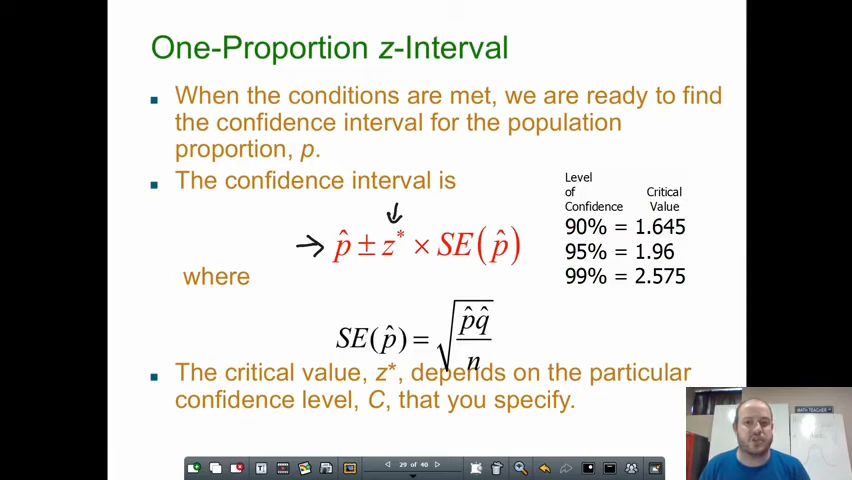 One-Proportion z-Interval
When the conditions are met, we are ready to find
the confidence interval for the population
proportion, p.
The confidence interval is
p̂ ± z* × SE(p̂)
Level
of
Confidence
Critical
Value
90% = 1.645
95% = 1.96
99% = 2.575
where
SE(p̂) = √(p̂q̂/n)
The critical value, z*, depends on the particular
confidence level, C, that you specify.
MATH TEACHER
29 of 40